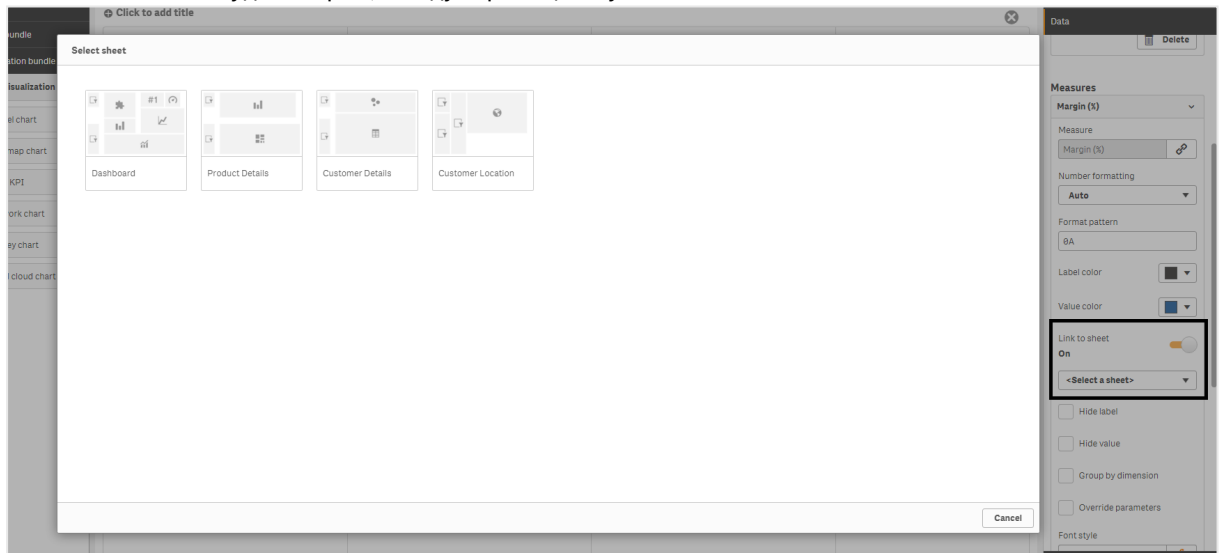 Click to add title
bundle
ation bundle
isualization
el chart
map chart
KPI
ork chart
ey chart
l cloud chart
Select sheet
#1
Dashboard
Product Details
Customer Details
Customer Location
Cancel
Data
Delete
Measures
Margin (%)
Measure
Margin (%)
Number formatting
Auto
Format pattern
0A
Label color
Value color
Link to sheet
On
<Select a sheet>
Hide label
Hide value
Group by dimension
Override parameters
Font style